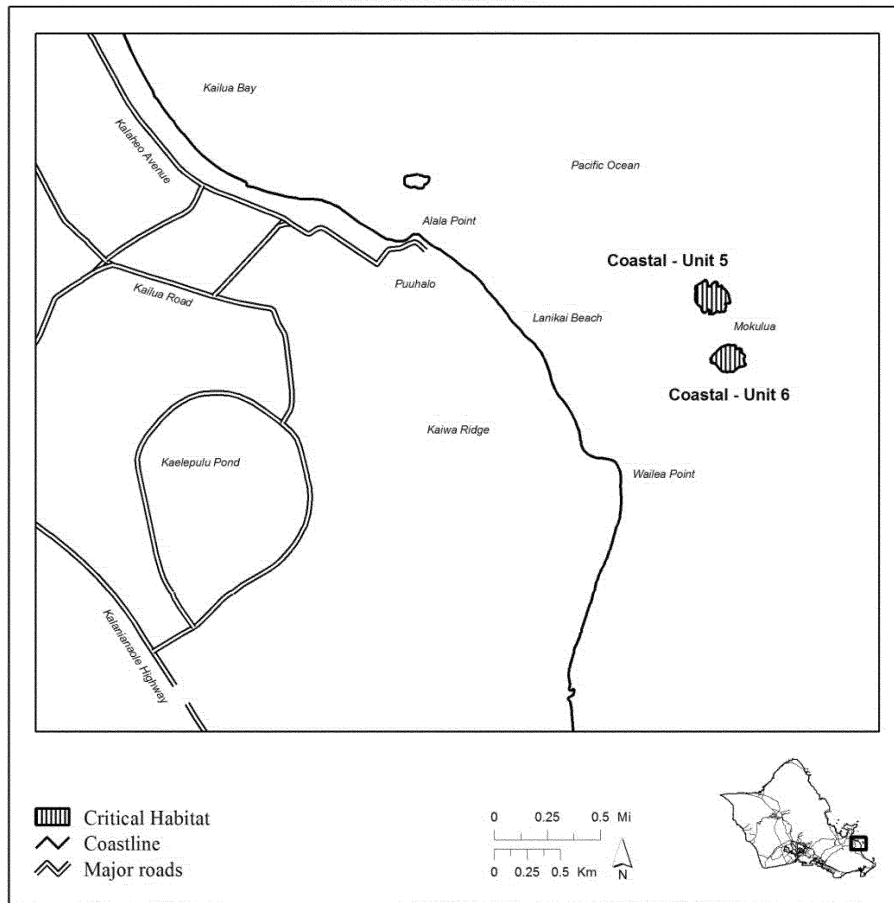 Kailua Bay
Kalaheo Avenue
Pacific Ocean
Alala Point
Coastal - Unit 5
Puuhalo
Kailua Road
Lanikai Beach
Mokulua
Coastal - Unit 6
Kaiwa Ridge
Kaelepulu Pond
Wailea Point
Kalanianaole Highway
Critical Habitat
Coastline
Major roads
0 0.25 0.5 Mi
0 0.25 0.5 Km
N